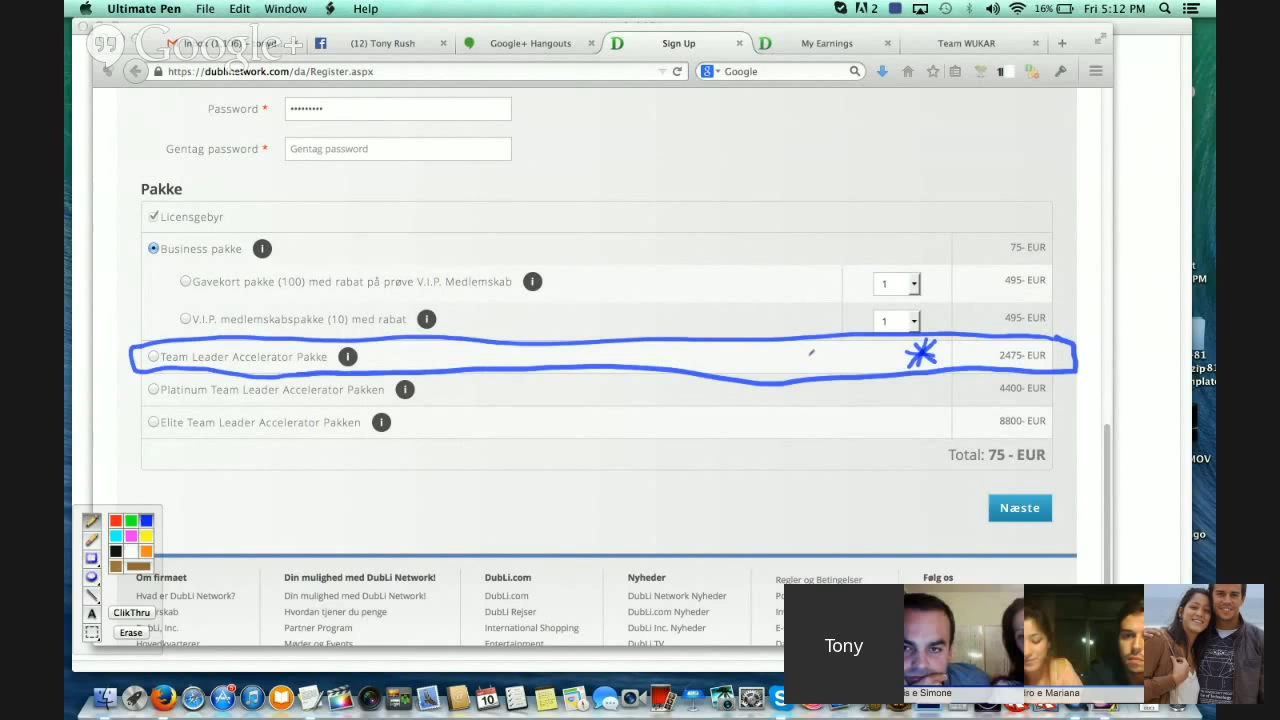 Ultimate Pen File Edit Window Help 2 16% Fri 5:12 PM
Google+
(12) Tony Rush Google+ Hangouts Sign Up My Earnings Team WUKAR
https://dublinetwork.com/da/Register.aspx Google
Password *
Gentag password * Gentag password
Pakke
Licensgebyr
Business pakke 75- EUR
Gavekort pakke (100) med rabat på prøve V.I.P. Medlemskab 1 495- EUR
V.I.P. medlemskabspakke (10) med rabat 1 495- EUR
Team Leader Accelerator Pakke 2475- EUR
Platinum Team Leader Accelerator Pakken 4400- EUR
Elite Team Leader Accelerator Pakken 8800- EUR
Total: 75 - EUR
Næste
Om firmaet Din mulighed med DubLi Network! DubLi.com Nyheder Regler og Betingelser Følg os
Hvad er DubLi Network? Din mulighed med DubLi Network! DubLi.com DubLi Network Nyheder
Hvordan tjener du penge DubLi Rejser DubLi.com Nyheder
ClikThru
Partner Program International Shopping DubLi Inc. Nyheder
Erase
Møder og Events Entertainment DubLi TV
Tony
e Simone
e Mariana